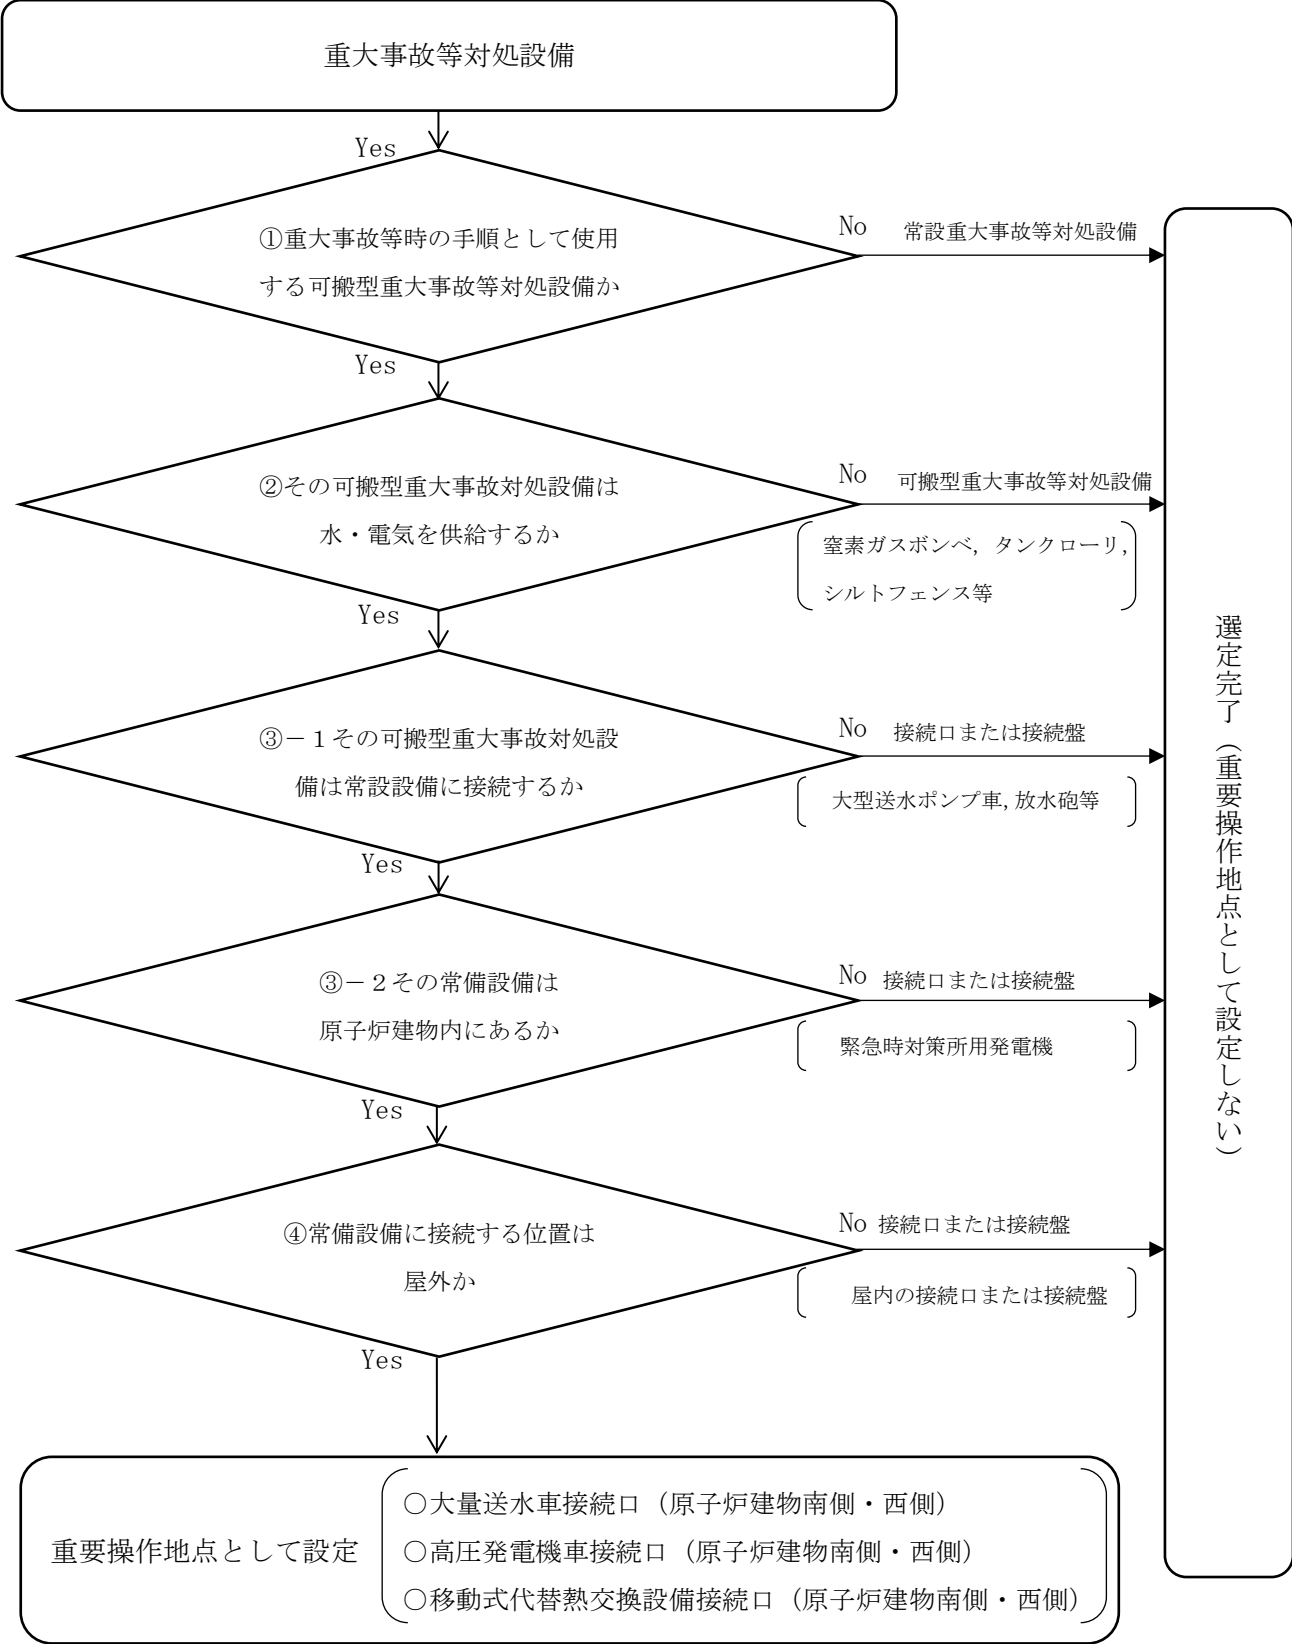 重大事故等対処設備
Yes
①重大事故等時の手順として使用
する可搬型重大事故等対処設備か
No 常設重大事故等対処設備
Yes
②その可搬型重大事故対処設備は
水・電気を供給するか
No 可搬型重大事故等対処設備
窒素ガスボンベ, タンクローリ,
シルトフェンス等
Yes
③－１その可搬型重大事故対処設
備は常設設備に接続するか
No 接続口または接続盤
大型送水ポンプ車, 放水砲等
Yes
③－２その常備設備は
原子炉建物内にあるか
No 接続口または接続盤
緊急時対策所用発電機
Yes
④常備設備に接続する位置は
屋外か
No 接続口または接続盤
屋内の接続口または接続盤
Yes
重要操作地点として設定
○大量送水車接続口（原子炉建物南側・西側）
○高圧発電機車接続口（原子炉建物南側・西側）
○移動式代替熱交換設備接続口（原子炉建物南側・西側）
選定完了（重要操作地点として設定しない）